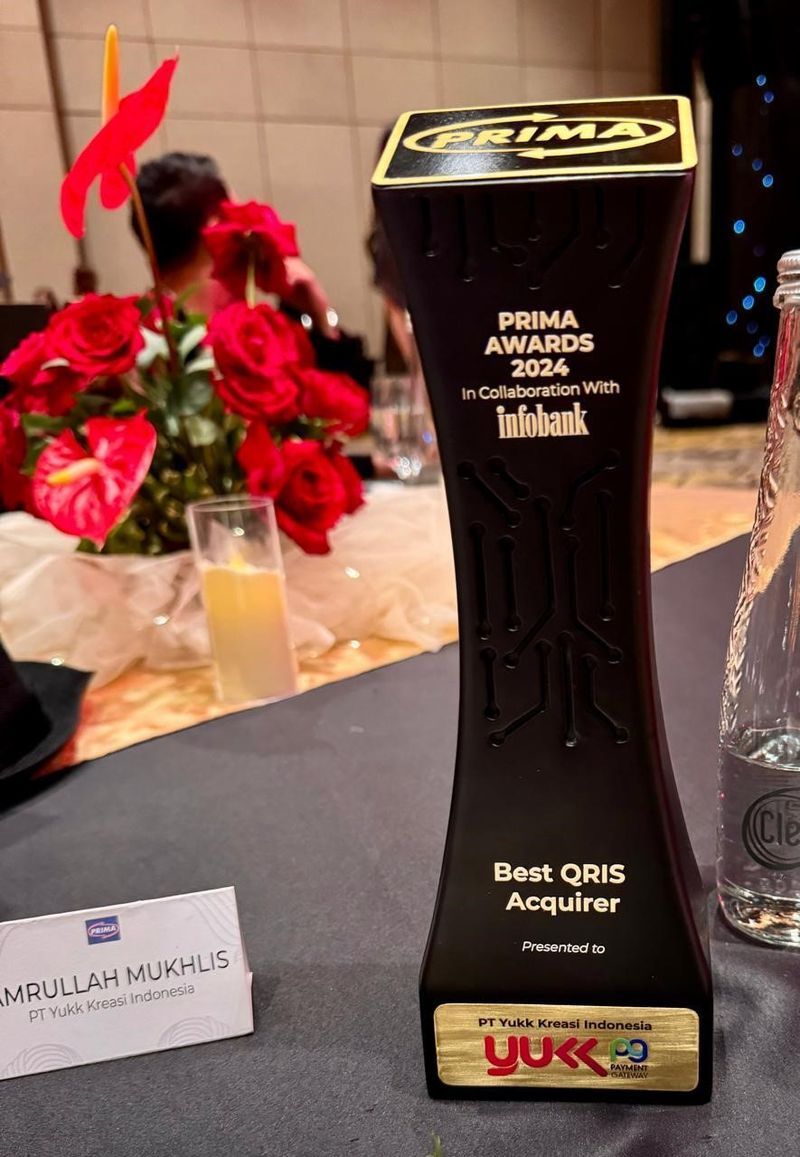 PRIMA
PRIMA
AWARDS
2024
In Collaboration With
infobank
Best QRIS
Acquirer
Presented to
PT Yukk Kreasi Indonesia
yukk pg
PAYMENT
GATEWAY
PRIMA
AMRULLAH MUKHLIS
PT Yukk Kreasi Indonesia